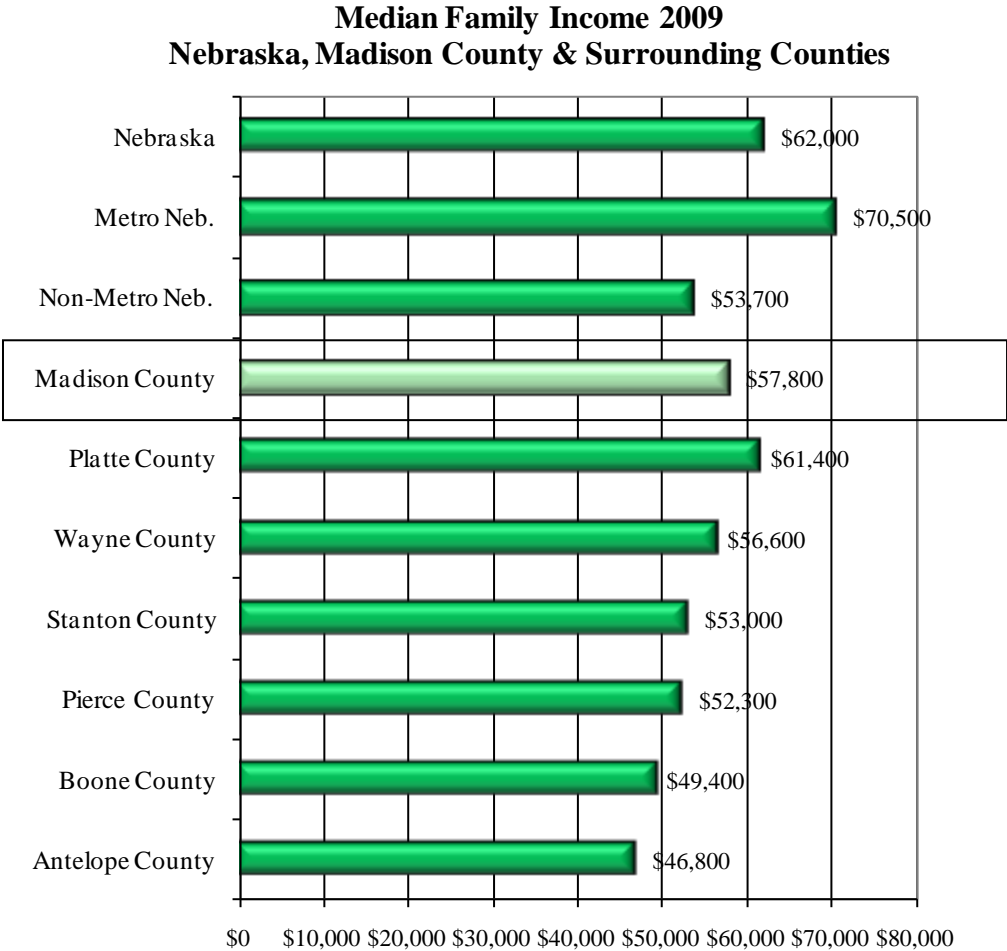 Median Family Income 2009
Nebraska, Madison County & Surrounding Counties
Nebraska $62,000
Metro Neb. $70,500
Non-Metro Neb. $53,700
Madison County $57,800
Platte County $61,400
Wayne County $56,600
Stanton County $53,000
Pierce County $52,300
Boone County $49,400
Antelope County $46,800
$0 $10,000 $20,000 $30,000 $40,000 $50,000 $60,000 $70,000 $80,000